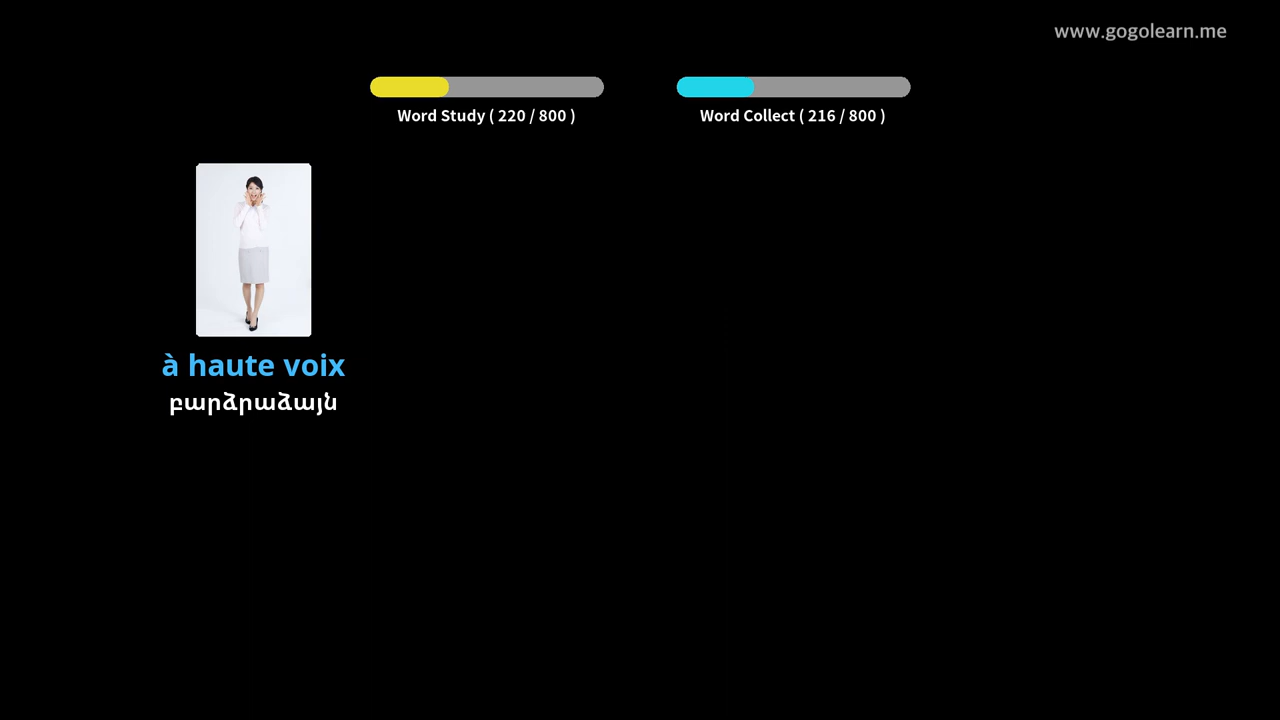 www.gogolearn.me
Word Study ( 220 / 800 )
Word Collect ( 216 / 800 )
à haute voix
բարձրաձայն